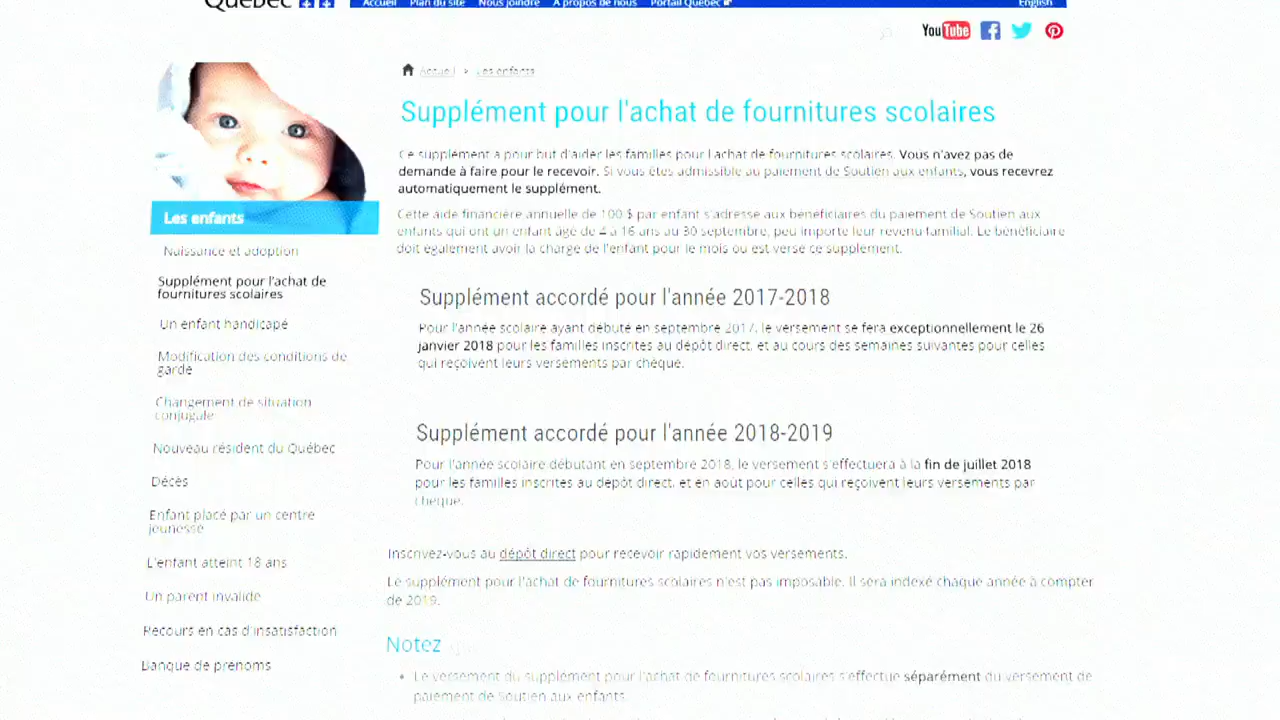 Québec
Accueil Plan du site Nous joindre À propos de nous Portail Québec English
YouTube
Accueil > Les enfants
Supplément pour l'achat de fournitures scolaires
Ce supplément a pour but d'aider les familles pour l'achat de fournitures scolaires. Vous n'avez pas de
demande à faire pour le recevoir. Si vous êtes admissible au paiement de Soutien aux enfants, vous recevrez
automatiquement le supplément.
Cette aide financière annuelle de 100 $ par enfant s'adresse aux bénéficiaires du paiement de Soutien aux
enfants qui ont un enfant âgé de 4 à 16 ans au 30 septembre, peu importe leur revenu familial. Le bénéficiaire
doit également avoir la charge de l'enfant pour le mois où est versé ce supplément.
Les enfants
Naissance et adoption
Supplément pour l'achat de
fournitures scolaires
Un enfant handicapé
Modification des conditions de
garde
Changement de situation
conjugale
Nouveau résident du Québec
Décès
Enfant placé par un centre
jeunesse
L'enfant atteint 18 ans
Un parent invalide
Recours en cas d'insatisfaction
Banque de prénoms
Supplément accordé pour l'année 2017-2018
Pour l'année scolaire ayant débuté en septembre 2017, le versement se fera exceptionnellement le 26
janvier 2018 pour les familles inscrites au dépôt direct, et au cours des semaines suivantes pour celles
qui reçoivent leurs versements par chèque.
Supplément accordé pour l'année 2018-2019
Pour l'année scolaire débutant en septembre 2018, le versement s'effectuera à la fin de juillet 2018
pour les familles inscrites au dépôt direct, et en août pour celles qui reçoivent leurs versements par
chèque.
Inscrivez-vous au dépôt direct pour recevoir rapidement vos versements.
Le supplément pour l'achat de fournitures scolaires n'est pas imposable. Il sera indexé chaque année à compter
de 2019.
Notez
• Le versement du supplément pour l'achat de fournitures scolaires s'effectue séparément du versement de
paiement de Soutien aux enfants.